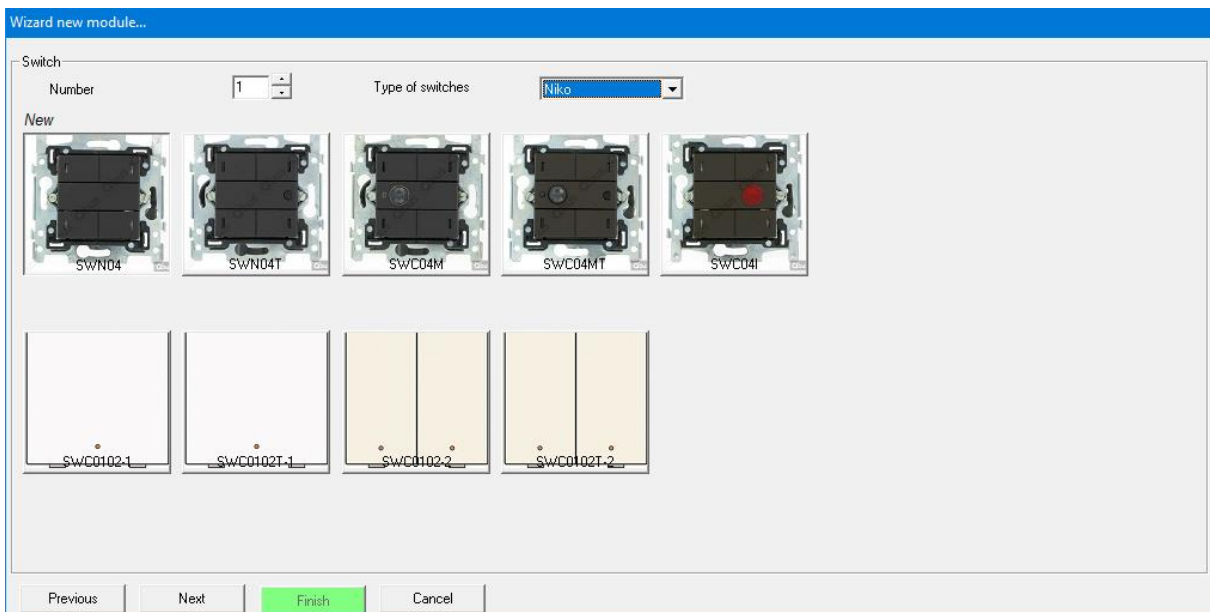 Wizard new module...
Switch
Number
1
Type of switches
Niko
New
SWN04
SWN04T
SWC04M
SWC04MT
SWC04I
SWC0102-1
SWC0102T-1
SWC0102-2
SWC0102T-2
Previous
Next
Finish
Cancel